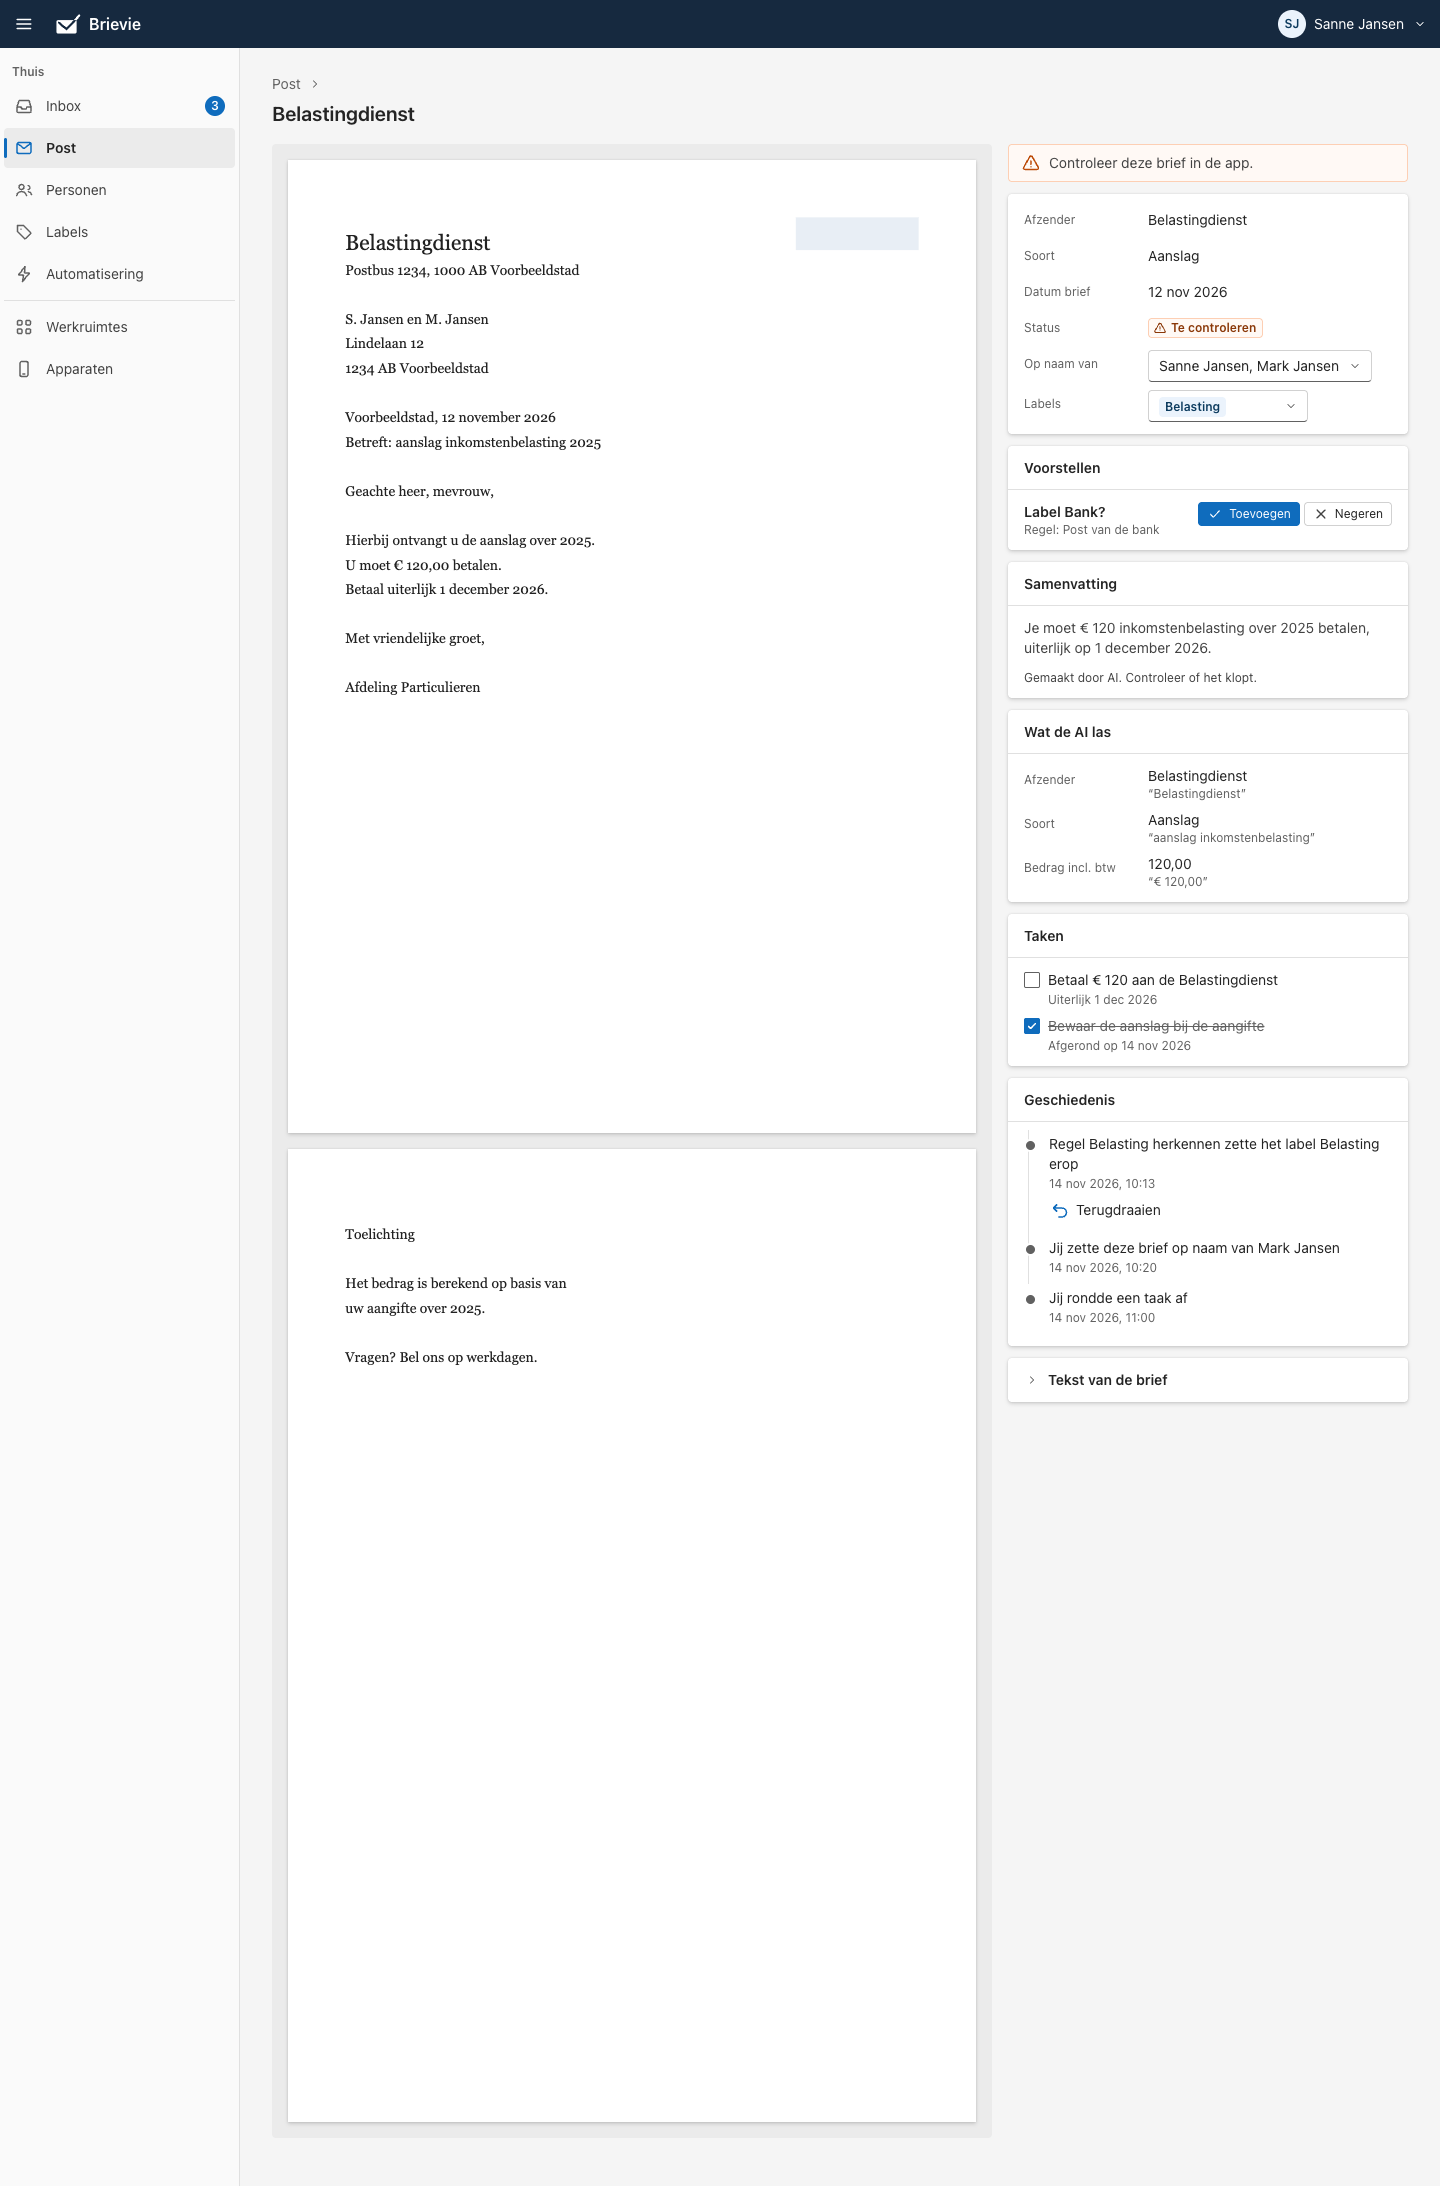 Brievie
SJ Sanne Jansen
Thuis
Inbox 3
Post
Personen
Labels
Automatisering
Werkruimtes
Apparaten
Post
Belastingdienst
Belastingdienst
Postbus 1234, 1000 AB Voorbeeldstad
S. Jansen en M. Jansen
Lindelaan 12
1234 AB Voorbeeldstad
Voorbeeldstad, 12 november 2026
Betreft: aanslag inkomstenbelasting 2025
Geachte heer, mevrouw,
Hierbij ontvangt u de aanslag over 2025.
U moet € 120,00 betalen.
Betaal uiterlijk 1 december 2026.
Met vriendelijke groet,
Afdeling Particulieren
Toelichting
Het bedrag is berekend op basis van
uw aangifte over 2025.
Vragen? Bel ons op werkdagen.
Controleer deze brief in de app.
Afzender Belastingdienst
Soort Aanslag
Datum brief 12 nov 2026
Status Te controleren
Op naam van Sanne Jansen, Mark Jansen
Labels Belasting
Voorstellen
Label Bank? Toevoegen Negeren
Regel: Post van de bank
Samenvatting
Je moet € 120 inkomstenbelasting over 2025 betalen,
uiterlijk op 1 december 2026.
Gemaakt door AI. Controleer of het klopt.
Wat de AI las
Afzender Belastingdienst
“Belastingdienst”
Soort Aanslag
“aanslag inkomstenbelasting”
Bedrag incl. btw 120,00
“€ 120,00”
Taken
Betaal € 120 aan de Belastingdienst
Uiterlijk 1 dec 2026
Bewaar de aanslag bij de aangifte
Afgerond op 14 nov 2026
Geschiedenis
Regel Belasting herkennen zette het label Belasting
erop
14 nov 2026, 10:13
Terugdraaien
Jij zette deze brief op naam van Mark Jansen
14 nov 2026, 10:20
Jij rondde een taak af
14 nov 2026, 11:00
Tekst van de brief